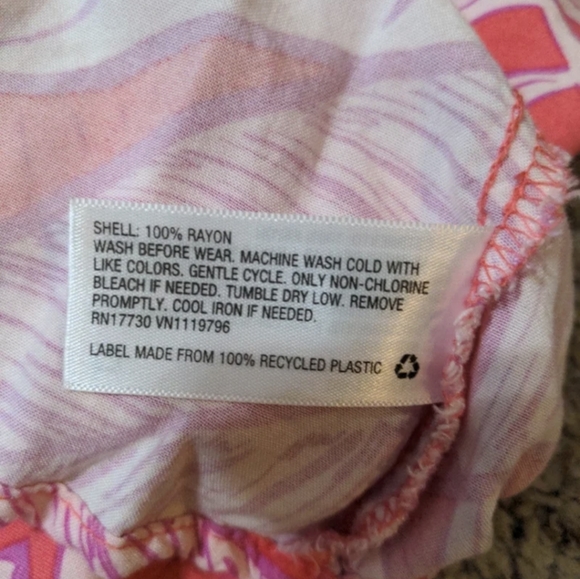 SHELL: 100% RAYON
WASH BEFORE WEAR. MACHINE WASH COLD WITH
LIKE COLORS. GENTLE CYCLE. ONLY NON-CHLORINE
BLEACH IF NEEDED. TUMBLE DRY LOW. REMOVE
PROMPTLY. COOL IRON IF NEEDED.
RN17730 VN1119796
LABEL MADE FROM 100% RECYCLED PLASTIC